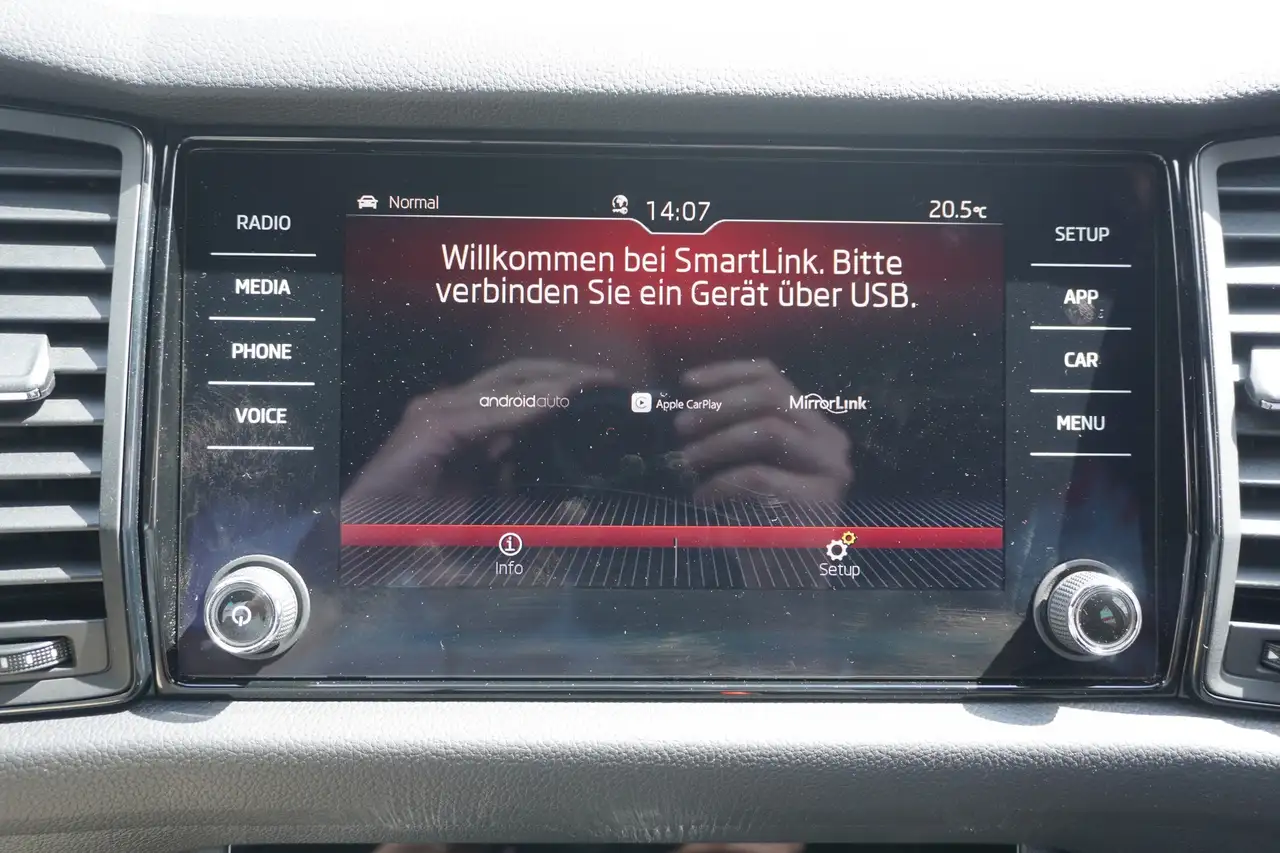 Normal
14:07
20.5°C
RADIO
MEDIA
PHONE
VOICE
Willkommen bei SmartLink. Bitte
verbinden Sie ein Gerät über USB.
androidauto
Apple CarPlay
MirrorLink
Info
Setup
SETUP
APP
CAR
MENU